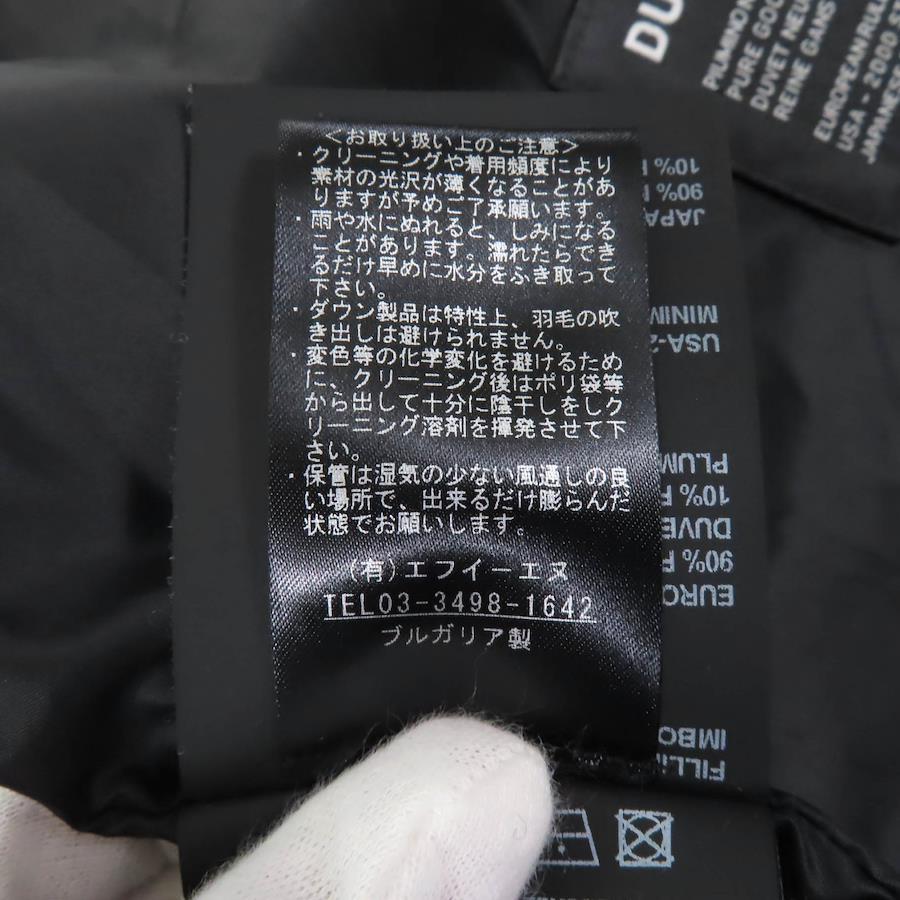 <お取り扱い上のご注意>
・クリーニングや着用頻度により
素材の光沢が薄くなることがあ
りますが予めご了承願います。
・雨や水にぬれると、しみになる
ことがあります。濡れたらでき
るだけ早めに水分をふき取って
下さい。
・ダウン製品は特性上、羽毛の吹
き出しは避けられません。
・変色等の化学変化を避けるため
に、クリーニング後はポリ袋等
から出して十分に陰干しをしク
リーニング溶剤を揮発させて下
さい。
・保管は湿気の少ない風通しの良
い場所で、出来るだけ膨らんだ
状態でお願いします。
(有)エフイーエヌ
TEL03-3498-1642
ブルガリア製
DU
PIUMINO
PURE GOO
DUVET NEU
REINE GANS
EUROPEAN RUL
USA - 2000 ST
JAPANESE
FILLI
IMBO
EURO
90%
DUVE
10%
PLUM
USA-2
MINIM
JAPA
90%
10%